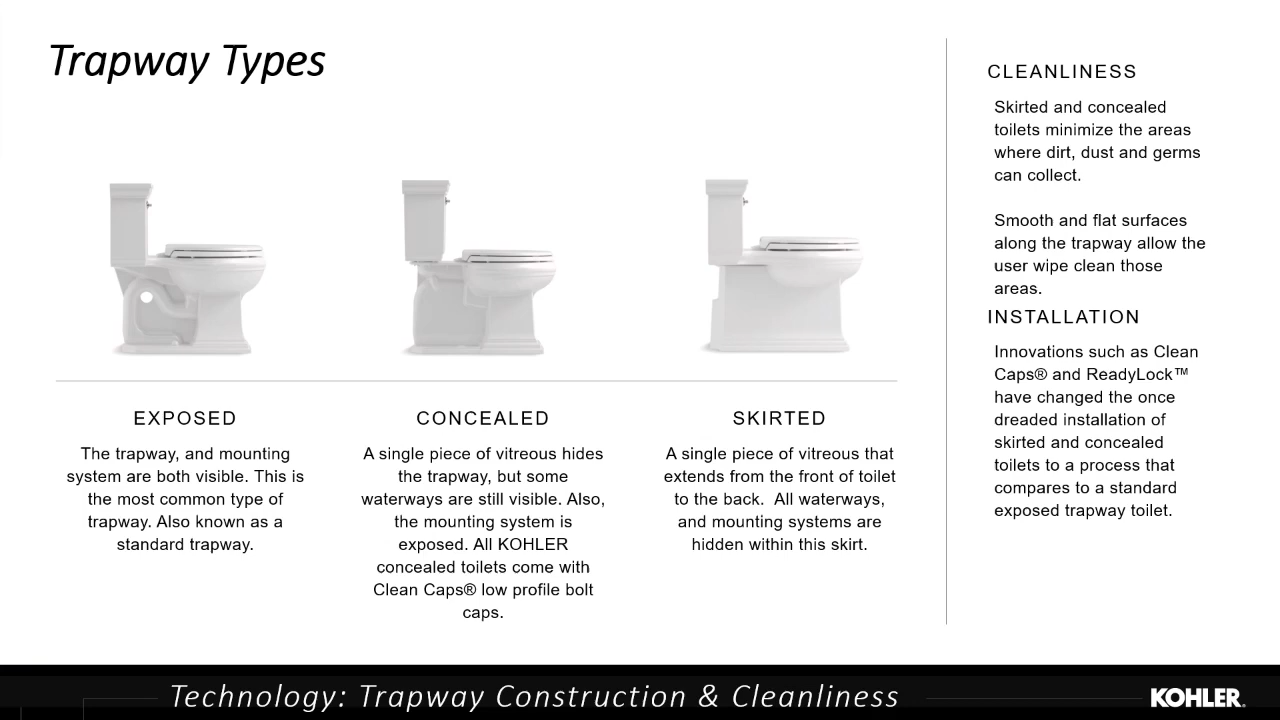 Trapway Types
EXPOSED
The trapway, and mounting
system are both visible. This is
the most common type of
trapway. Also known as a
standard trapway.
CONCEALED
A single piece of vitreous hides
the trapway, but some
waterways are still visible. Also,
the mounting system is
exposed. All KOHLER
concealed toilets come with
Clean Caps® low profile bolt
caps.
SKIRTED
A single piece of vitreous that
extends from the front of toilet
to the back.  All waterways,
and mounting systems are
hidden within this skirt.
CLEANLINESS
Skirted and concealed
toilets minimize the areas
where dirt, dust and germs
can collect.
Smooth and flat surfaces
along the trapway allow the
user wipe clean those
areas.
INSTALLATION
Innovations such as Clean
Caps® and ReadyLock™
have changed the once
dreaded installation of
skirted and concealed
toilets to a process that
compares to a standard
exposed trapway toilet.
Technology: Trapway Construction & Cleanliness
KOHLER®